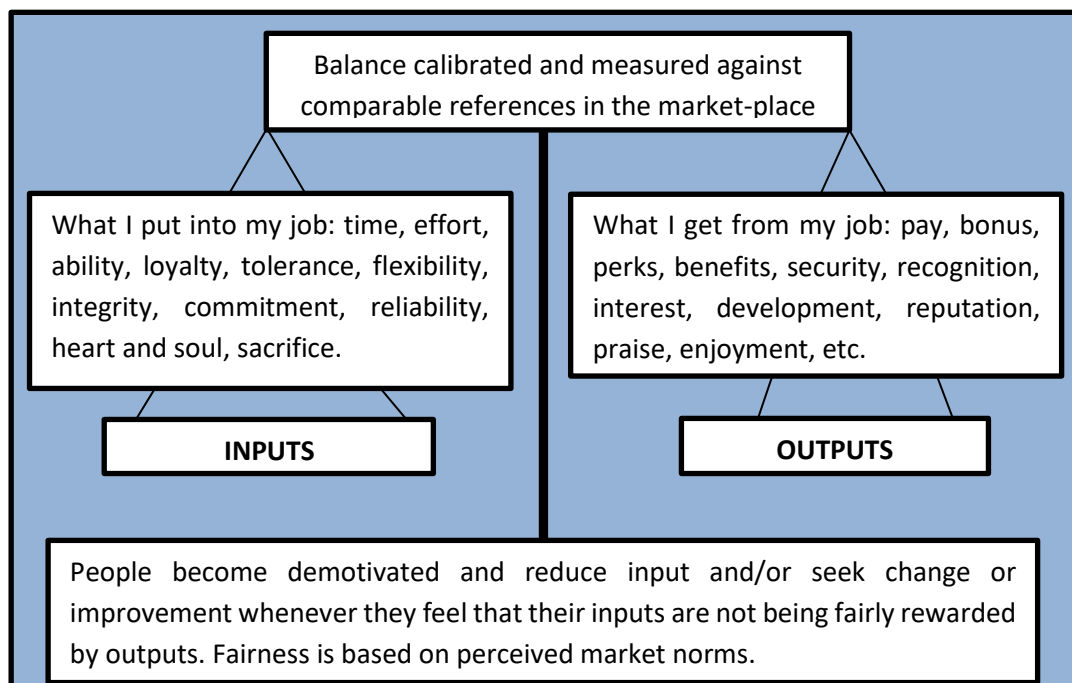 Balance calibrated and measured against
comparable references in the market-place
What I put into my job: time, effort,
ability, loyalty, tolerance, flexibility,
integrity, commitment, reliability,
heart and soul, sacrifice.
What I get from my job: pay, bonus,
perks, benefits, security, recognition,
interest, development, reputation,
praise, enjoyment, etc.
INPUTS
OUTPUTS
People become demotivated and reduce input and/or seek change or
improvement whenever they feel that their inputs are not being fairly rewarded
by outputs. Fairness is based on perceived market norms.